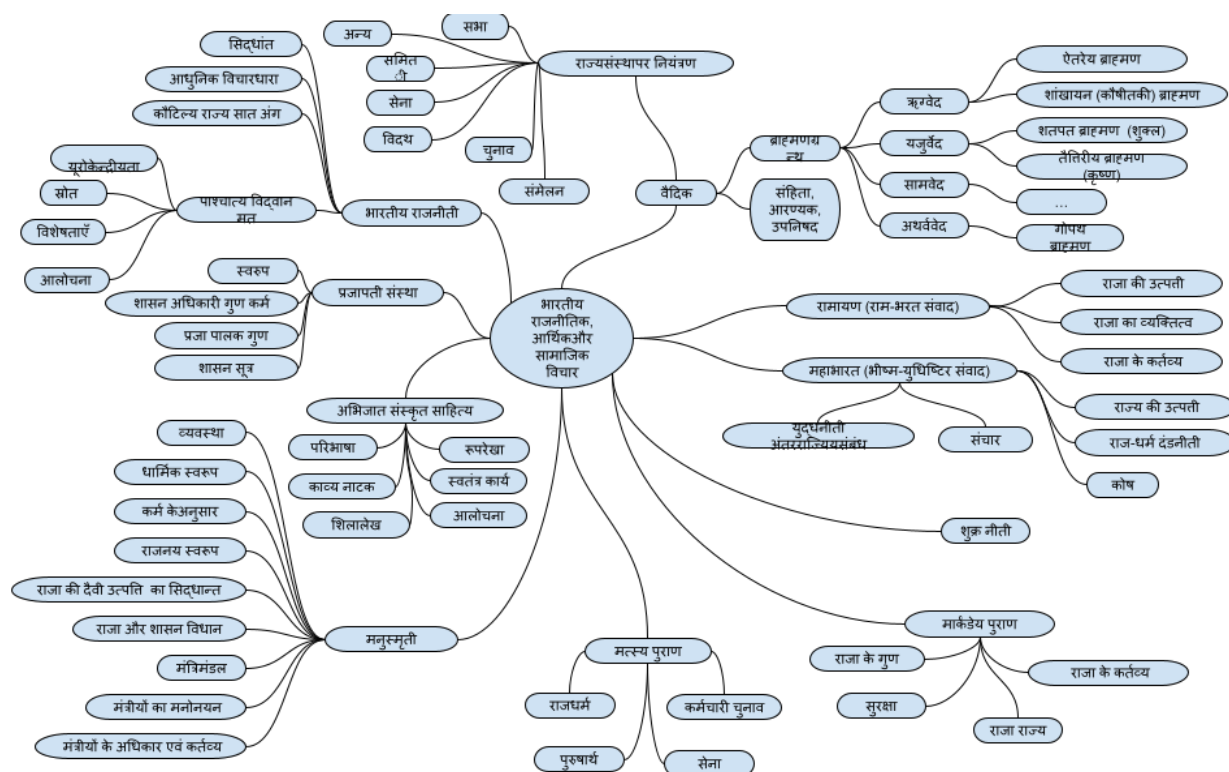 सभा
अन्य
सिद्धांत
राज्यसंस्थापर नियंत्रण
समित
ी
आधुनिक विचारधारा
सेना
कौटिल्य राज्य सात अंग
विदथ
चुनाव
संमेलन
ऐतरेय ब्राह्मण
ऋग्वेद
शांखायन (कौषीतकी) ब्राह्मण
ब्राह्मणग्र
न्थ
यजुर्वेद
शतपत ब्राह्मण (शुक्ल)
तैत्तिरीय ब्राह्मण
(कृष्ण)
वैदिक
संहिता,
आरण्यक,
उपनिषद
सामवेद
...
अथर्ववेद
गोपथ
ब्राह्मण
यूरोकेन्द्रीयता
स्रोत
पाश्चात्य विद्वान
मत
भारतीय राजनीती
विशेषताएँ
आलोचना
स्वरुप
शासन अधिकारी गुण कर्म
प्रजापती संस्था
प्रजा पालक गुण
शासन सूत्र
भारतीय
राजनीतिक,
आर्थिकऔर
सामाजिक
विचार
रामायण (राम-भरत संवाद)
राजा की उत्पती
राजा का व्यक्तित्व
राजा के कर्तव्य
महाभारत (भीष्म-युधिष्टिर संवाद)
राज्य की उत्पती
राज-धर्म दंडनीती
कोष
युद्धनीती
अंतरराज्यियसंबंध
संचार
अभिजात संस्कृत साहित्य
परिभाषा
रूपरेखा
काव्य नाटक
स्वतंत्र कार्य
शिलालेख
आलोचना
शुक्र नीती
व्यवस्था
धार्मिक स्वरूप
कर्म केअनुसार
राजनय स्वरूप
राजा की दैवी उत्पत्ति का सिद्धान्त
राजा और शासन विधान
मनुस्मृती
मंत्रिमंडल
मंत्रीयों का मनोनयन
मंत्रीयों के अधिकार एवं कर्तव्य
मत्स्य पुराण
राजधर्म
कर्मचारी चुनाव
पुरुषार्थ
सेना
मार्कंडेय पुराण
राजा के गुण
राजा के कर्तव्य
सुरक्षा
राजा राज्य